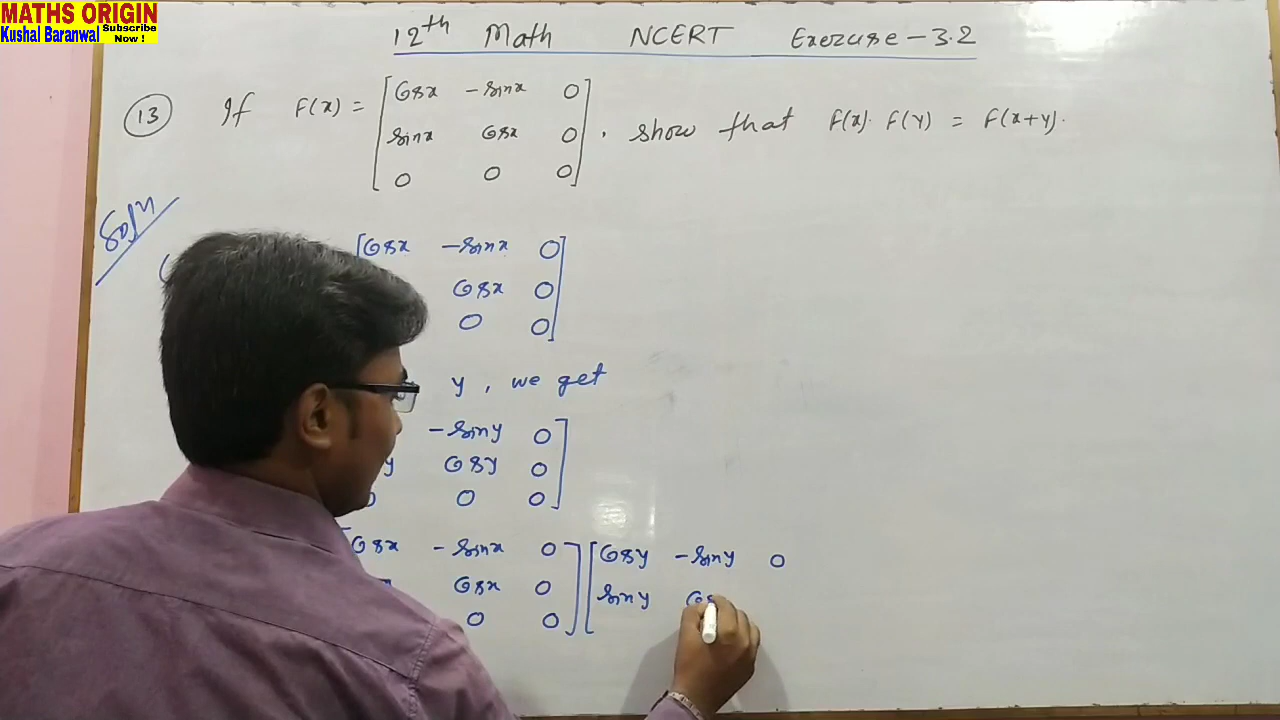 MATHS ORIGIN
Kushal Baranwal Subscribe Now !
12th Math NCERT Exercise-3.2
(13) If F(x) = [cosx -sinx 0
sinx cosx 0
0 0 0], show that F(x). F(y) = F(x+y).
Soln
[cosx -sinx 0
cosx 0
0 0]
y, we get
-siny 0
y cosy 0
0 0 0]
cosx -sinx 0] [cosy -siny 0
cosx 0 siny cos
0 0]